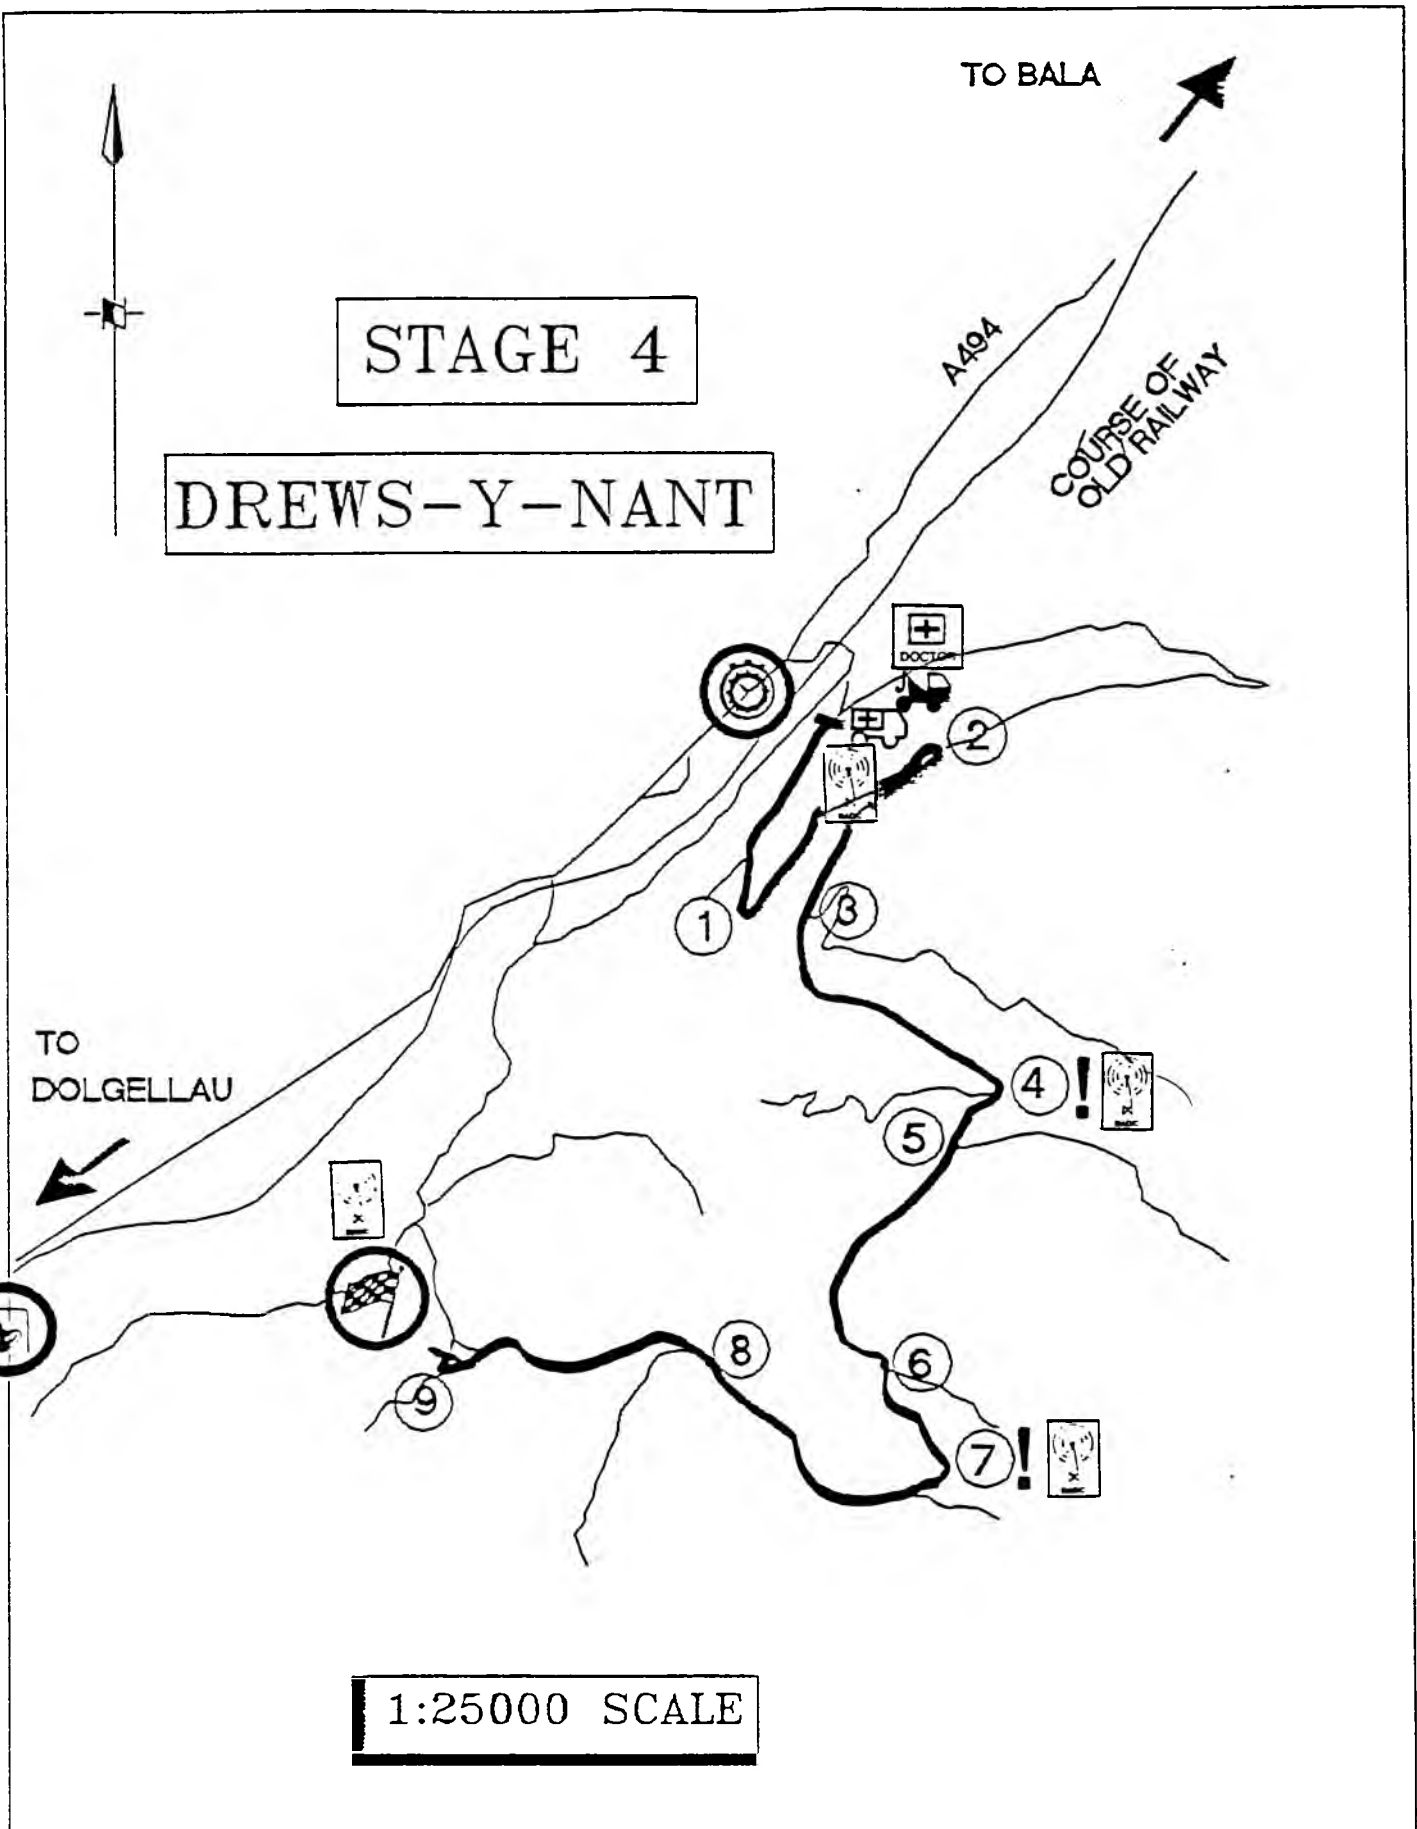 TO BALA
STAGE 4
A494
COURSE OF
OLD RAILWAY
DREWS-Y-NANT
DOCTOR
2
1
3
TO
DOLGELLAU
4 !
5
8
6
9
7 !
1:25000 SCALE